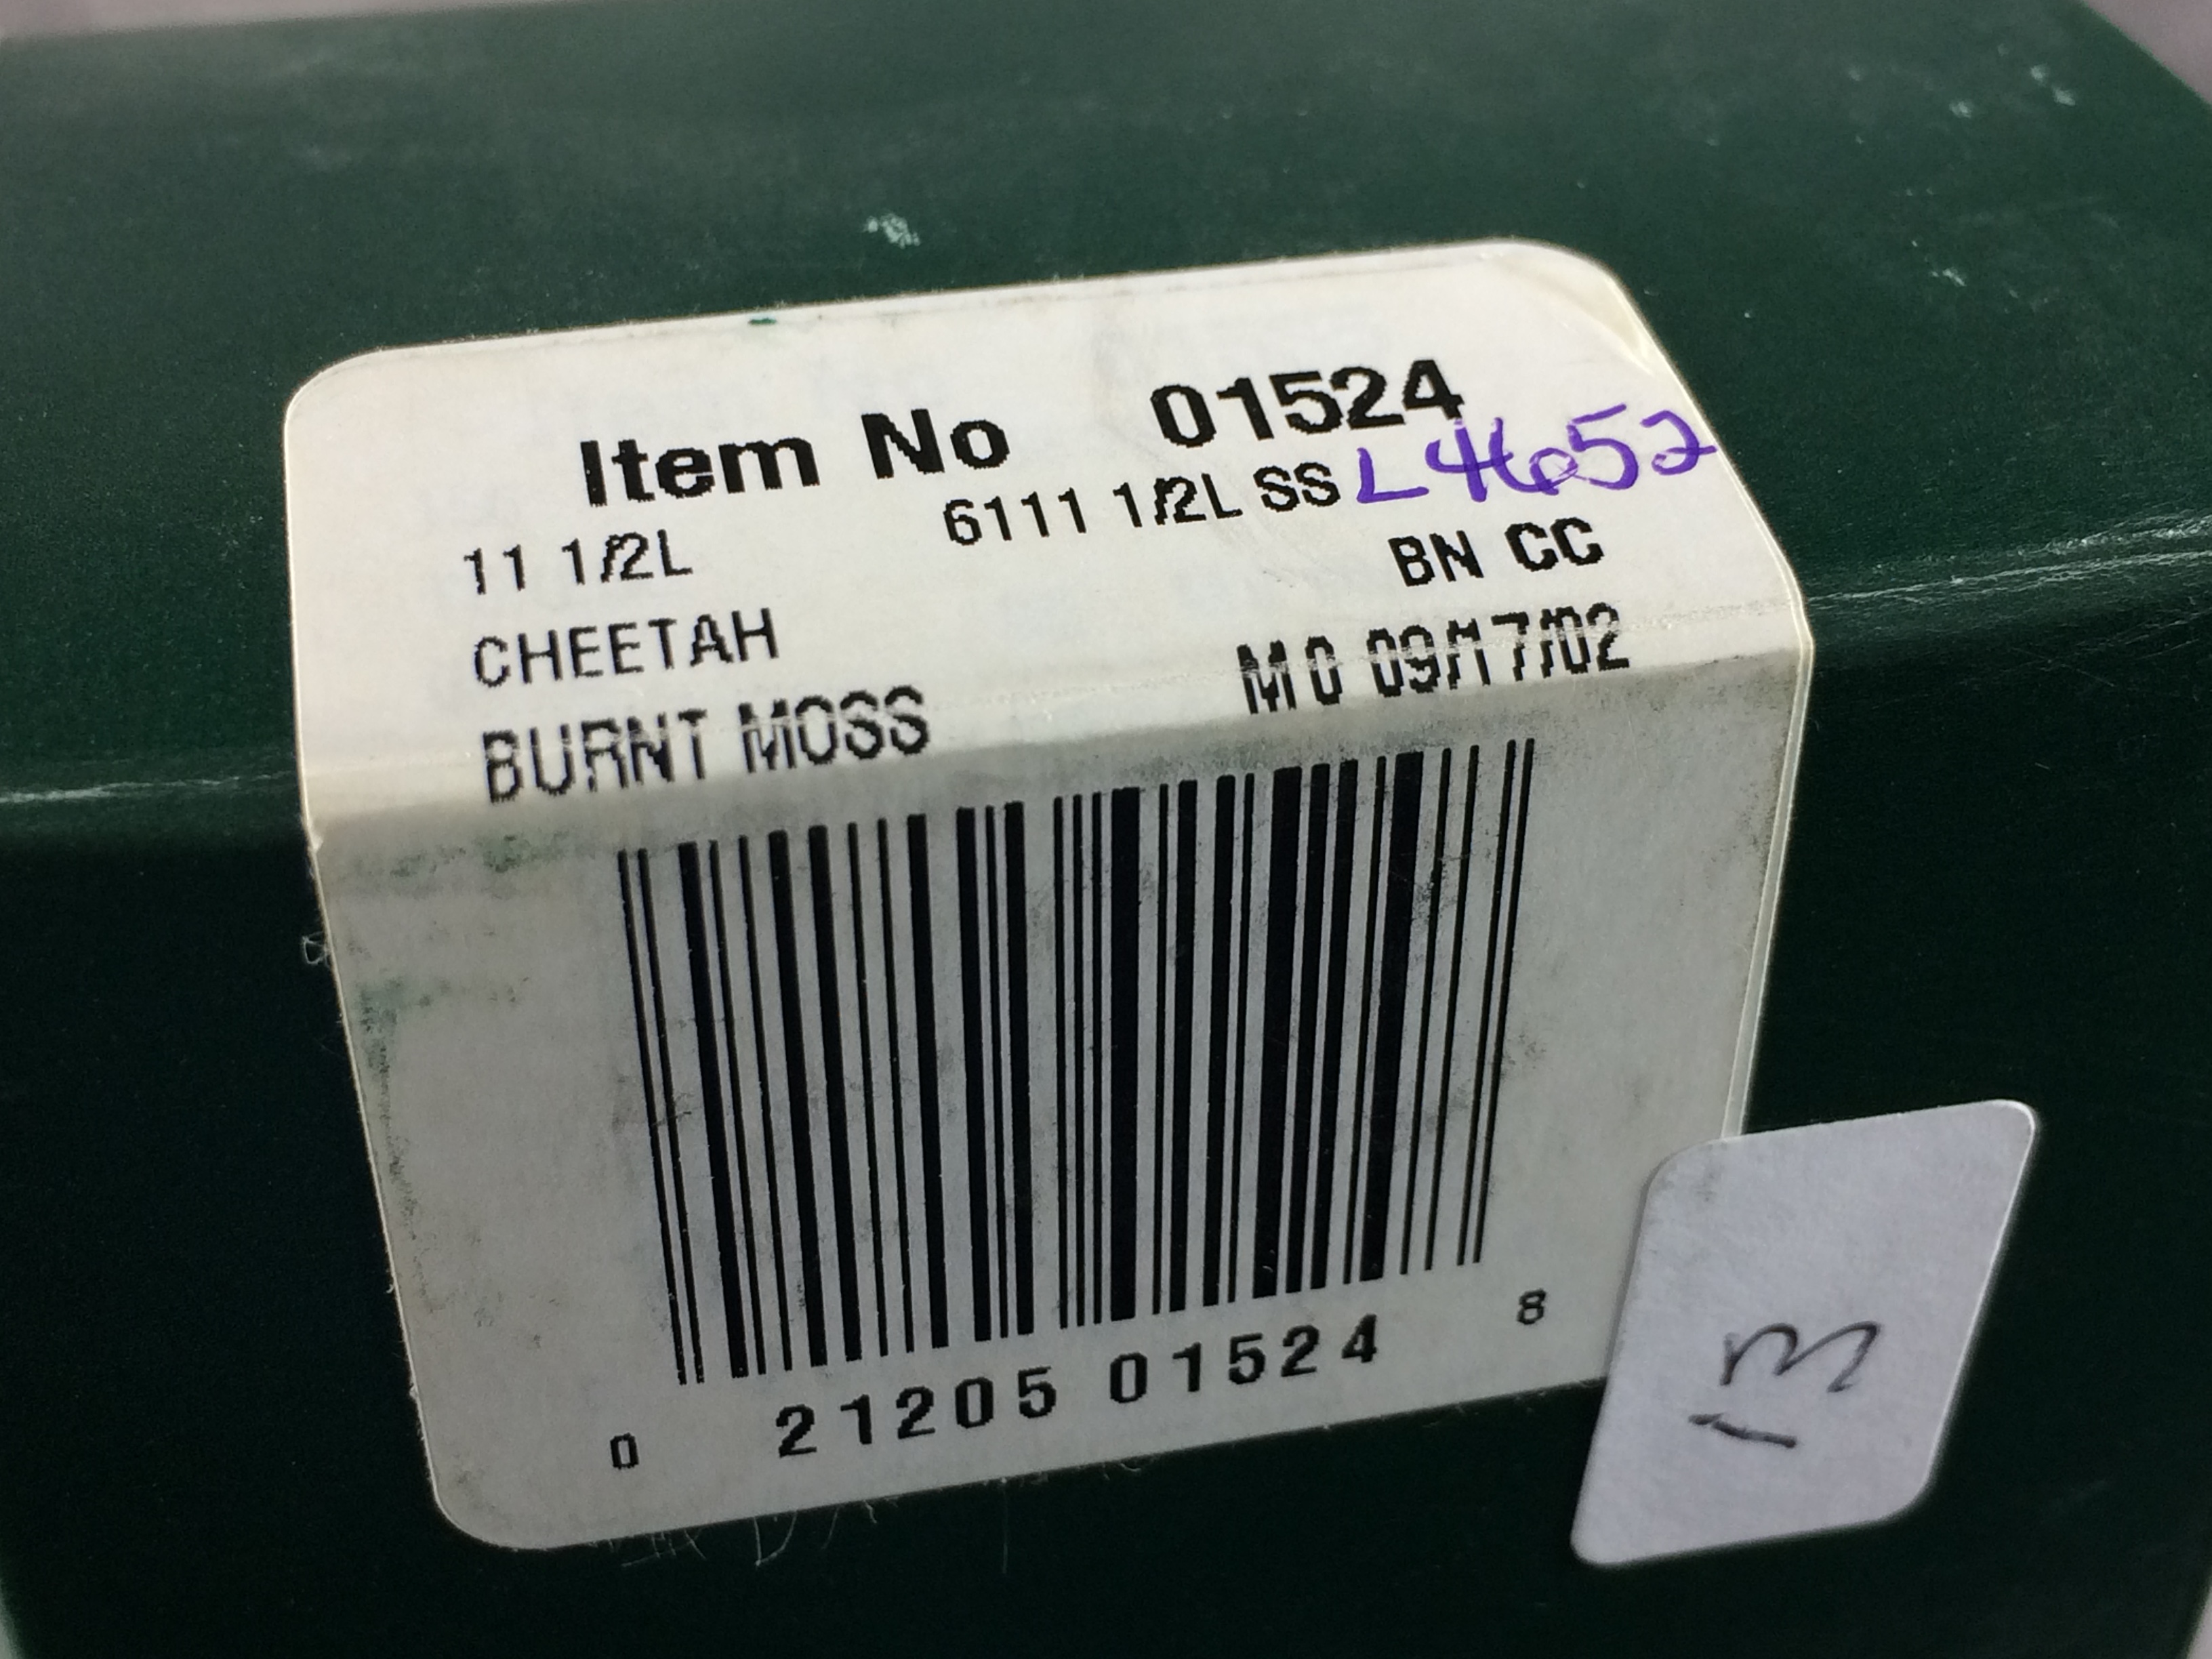 Item No 01524
6111 1/2L SS L4652
11 1/2L BN CC
CHEETAH
BURNT MOSS M0 09/17/02
0 21205 01524 8
13